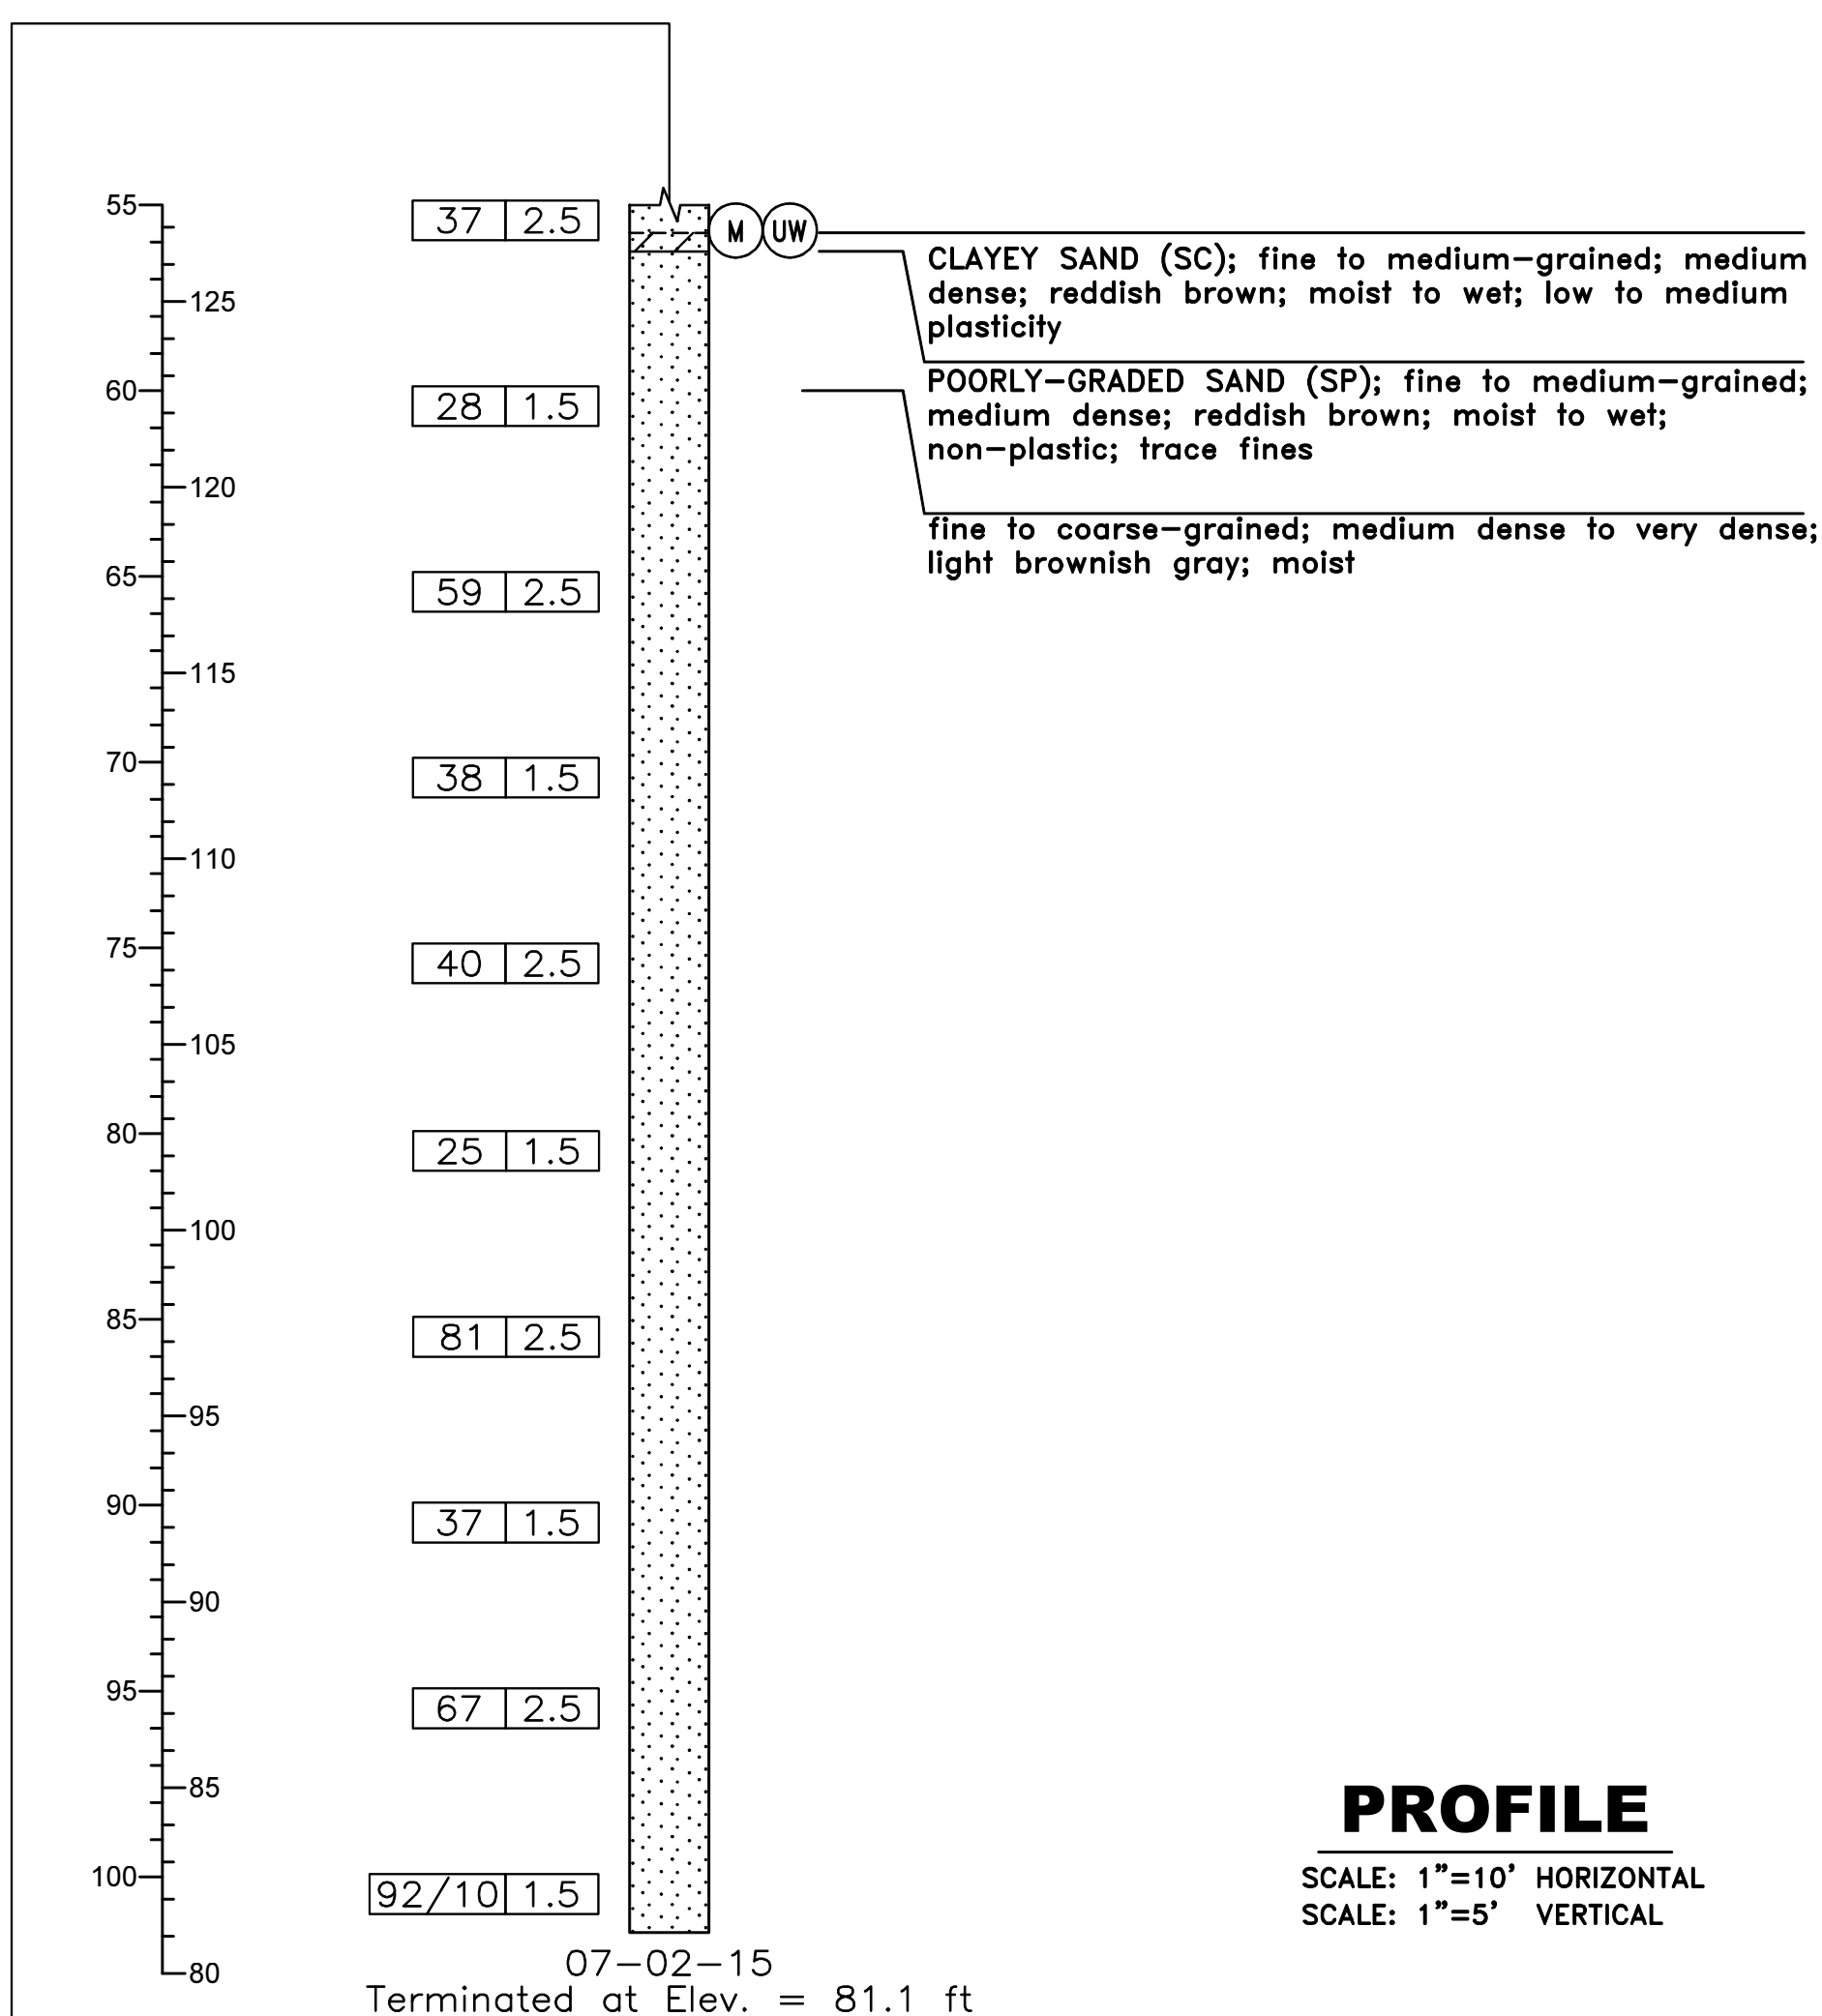 55
37 2.5
M UW
CLAYEY SAND (SC); fine to medium-grained; medium
dense; reddish brown; moist to wet; low to medium
plasticity
125
POORLY-GRADED SAND (SP); fine to medium-grained;
medium dense; reddish brown; moist to wet;
non-plastic; trace fines
60
28 1.5
120
fine to coarse-grained; medium dense to very dense;
light brownish gray; moist
65
59 2.5
115
70
38 1.5
110
75
40 2.5
105
80
25 1.5
100
85
81 2.5
95
90
37 1.5
90
95
67 2.5
85
PROFILE
100
92/10 1.5
SCALE: 1"=10' HORIZONTAL
SCALE: 1"=5' VERTICAL
80
07-02-15
Terminated at Elev. = 81.1 ft